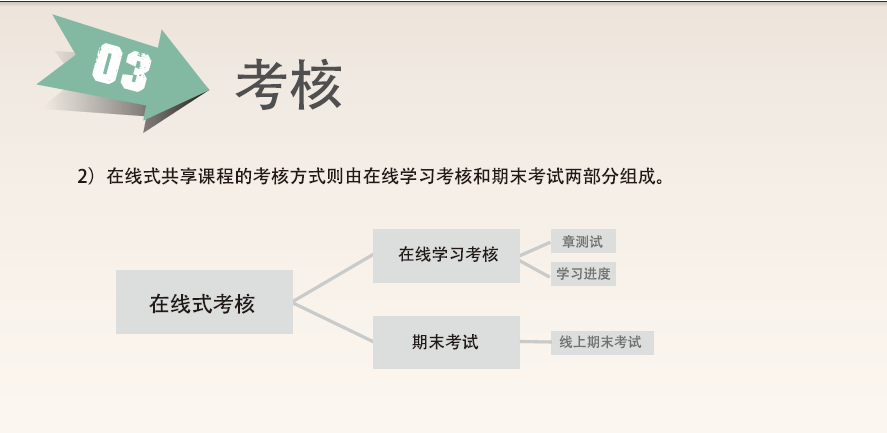 03
考核
2）在线式共享课程的考核方式则由在线学习考核和期末考试两部分组成。
在线式考核
在线学习考核
章测试
学习进度
期末考试
线上期末考试